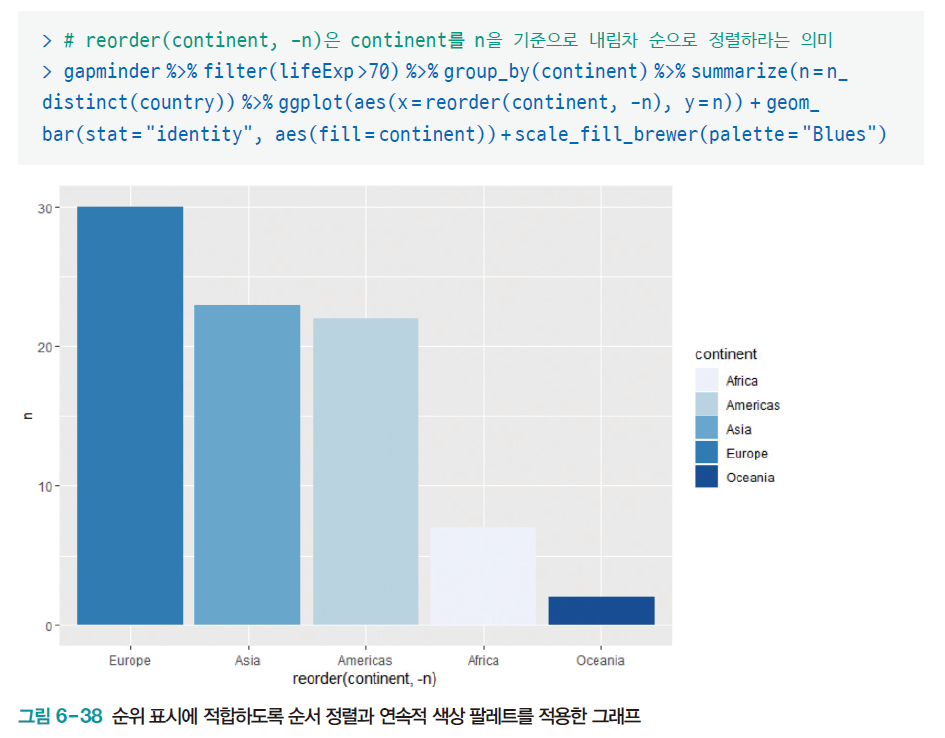 > # reorder(continent, -n)은 continent를 n을 기준으로 내림차 순으로 정렬하라는 의미
> gapminder %>% filter(lifeExp >70) %>% group_by(continent) %>% summarize(n=n_
distinct(country)) %>% ggplot(aes(x=reorder(continent, -n), y=n)) + geom_
bar(stat="identity", aes(fill=continent))+scale_fill_brewer(palette="Blues")
30
20
10
0
n
Europe Asia Americas Africa Oceania
reorder(continent, -n)
continent
Africa
Americas
Asia
Europe
Oceania
그림 6-38 순위 표시에 적합하도록 순서 정렬과 연속적 색상 팔레트를 적용한 그래프